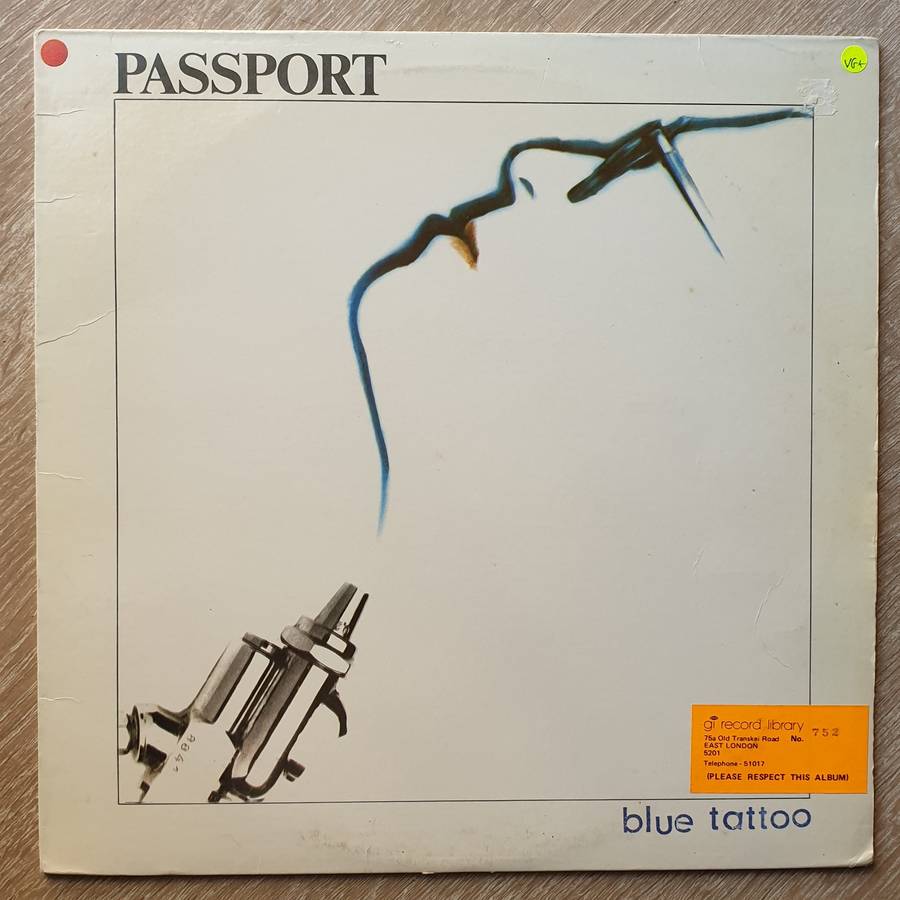 PASSPORT
VG+
gi record library
75a Old Transkei Road No. 752
EAST LONDON
5201
Telephone - 51017
(PLEASE RESPECT THIS ALBUM)
blue tattoo